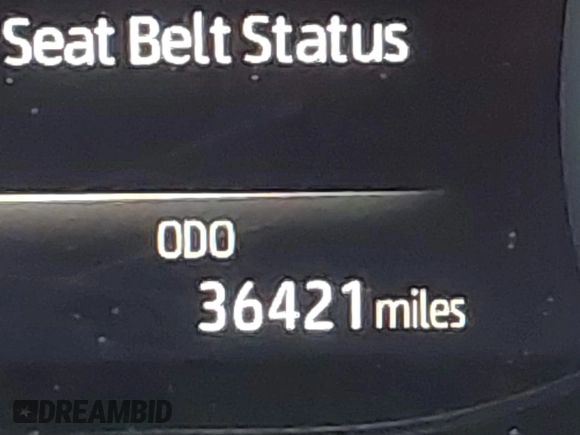 Seat Belt Status
ODO
36421 miles
DREAMBID